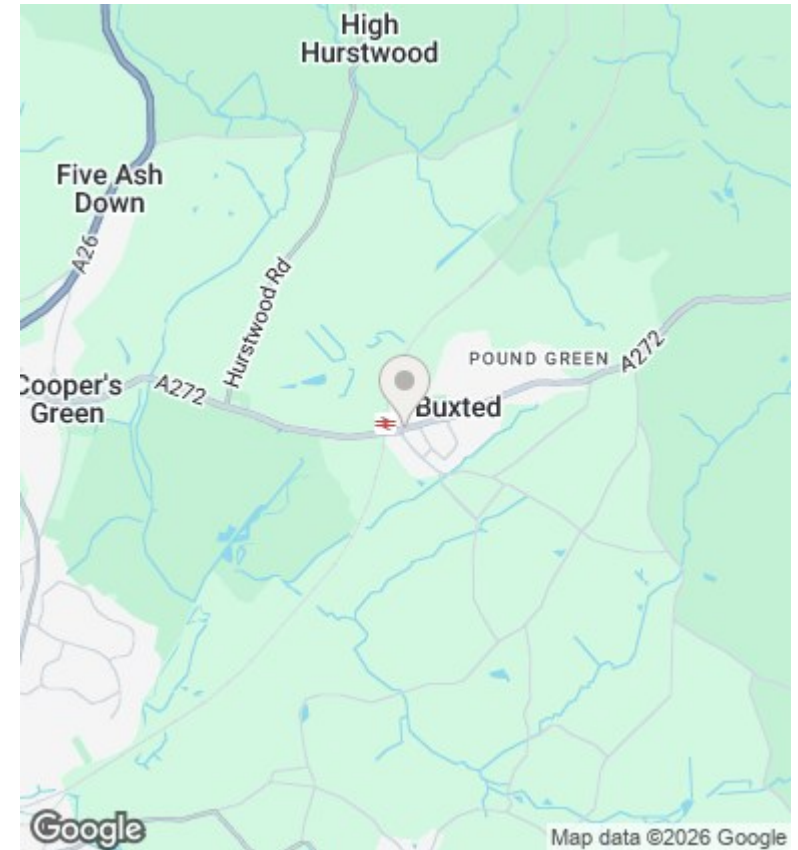 High
Hurstwood
Five Ash
Down
A26
Hurstwood Rd
POUND GREEN
A272
Cooper's
Green
A272
Buxted
Google
Map data ©2026 Google